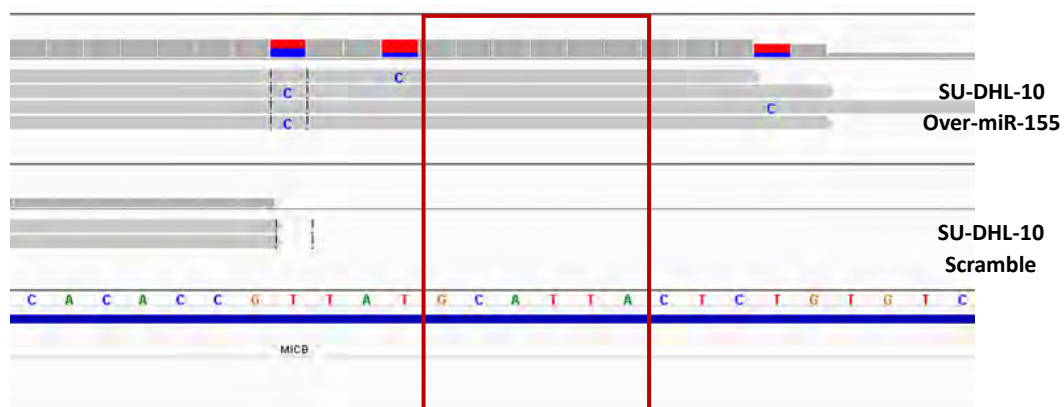 C
C
SU-DHL-10
C
Over-miR-155
C
SU-DHL-10
Scramble
C A C A C C G T T A T G C A T T A C T C T G T G T C
MICB